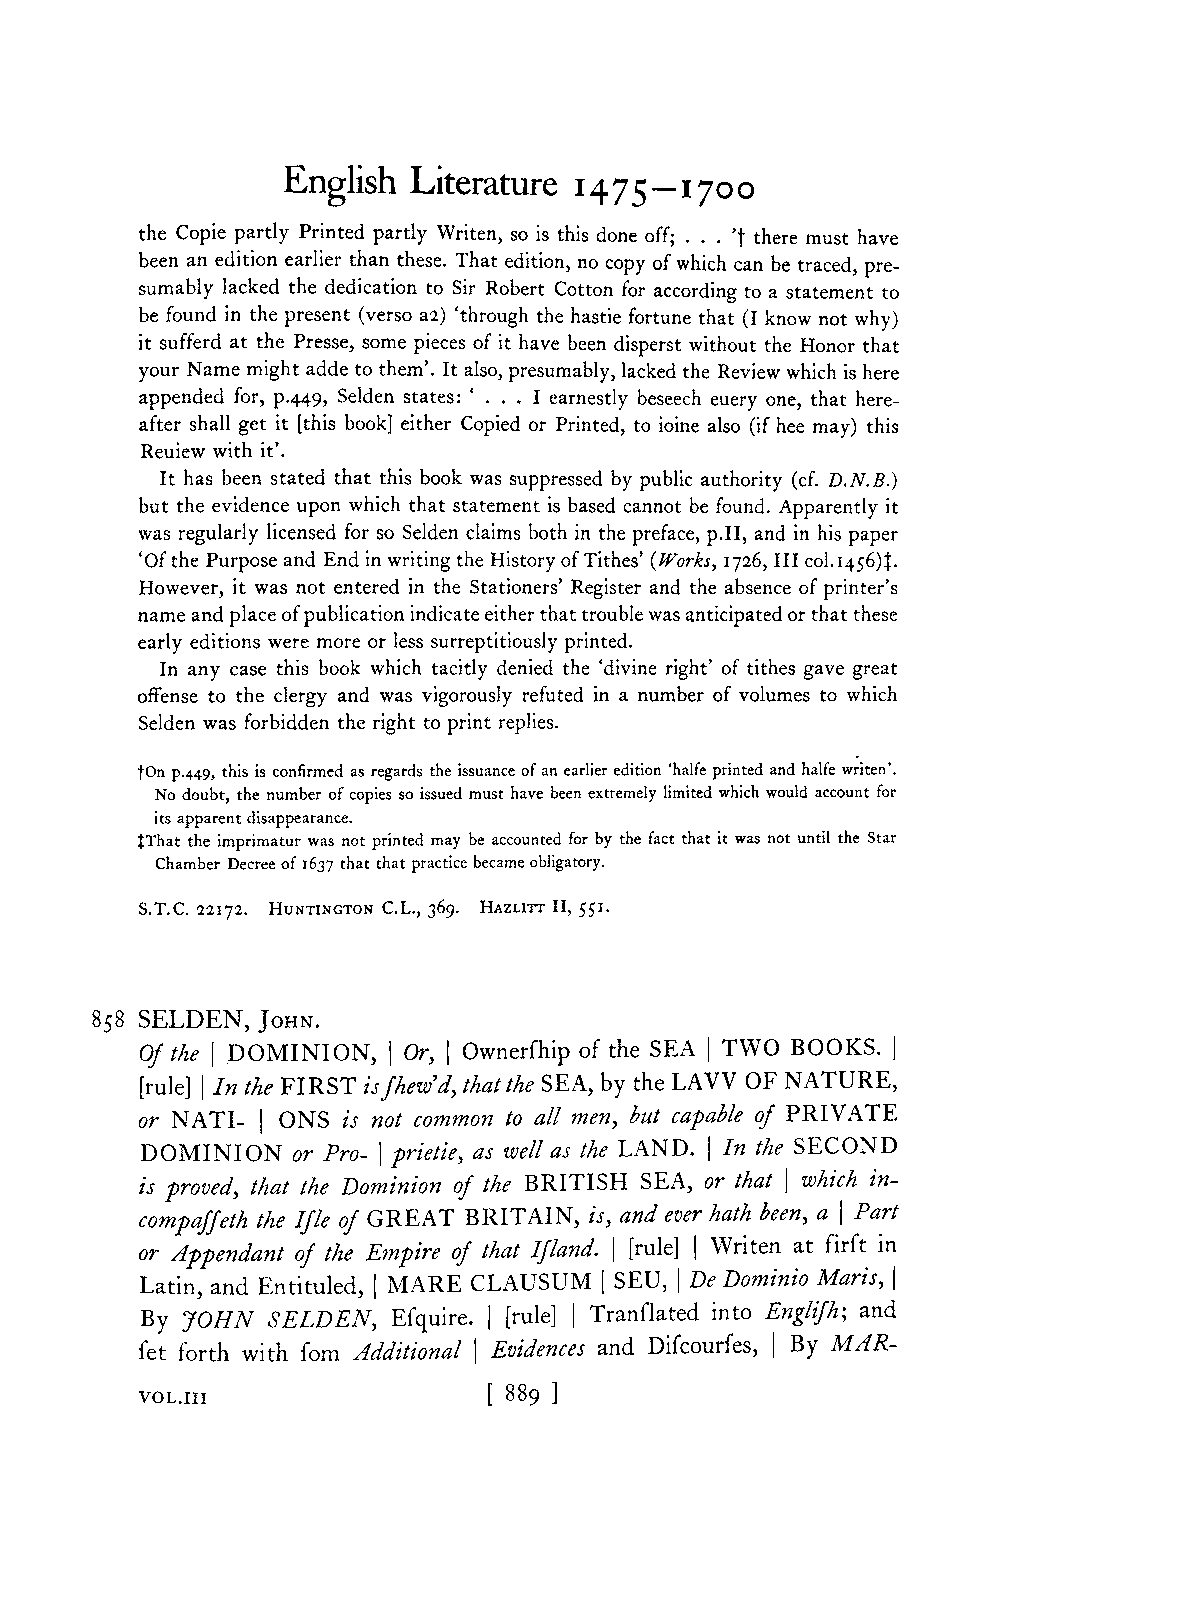 English Literature 1475—1700
the Copie partly Printed partly Writen, so is this done off; . . . ’† there must have
been an edition earlier than these. That edition, no copy of which can be traced, pre-
sumably lacked the dedication to Sir Robert Cotton for according to a statement to
be found in the present (verso a2) ‘through the hastie fortune that (I know not why)
it sufferd at the Presse, some pieces of it have been disperst without the Honor that
your Name might adde to them’. It also, presumably, lacked the Review which is here
appended for, p.449, Selden states: ‘ . . . I earnestly beseech euery one, that here-
after shall get it [this book] either Copied or Printed, to ioine also (if hee may) this
Reuiew with it’.
It has been stated that this book was suppressed by public authority (cf. D.N.B.)
but the evidence upon which that statement is based cannot be found. Apparently it
was regularly licensed for so Selden claims both in the preface, p.II, and in his paper
‘Of the Purpose and End in writing the History of Tithes’ (Works, 1726, III col.1456)‡.
However, it was not entered in the Stationers’ Register and the absence of printer’s
name and place of publication indicate either that trouble was anticipated or that these
early editions were more or less surreptitiously printed.
In any case this book which tacitly denied the ‘divine right’ of tithes gave great
offense to the clergy and was vigorously refuted in a number of volumes to which
Selden was forbidden the right to print replies.
†On p.449, this is confirmed as regards the issuance of an earlier edition ‘halfe printed and halfe writen’.
No doubt, the number of copies so issued must have been extremely limited which would account for
its apparent disappearance.
‡That the imprimatur was not printed may be accounted for by the fact that it was not until the Star
Chamber Decree of 1637 that that practice became obligatory.
S.T.C. 22172. Huntington C.L., 369. Hazlitt II, 551.
858 SELDEN, John.
Of the | DOMINION, | Or, | Ownerſhip of the SEA | TWO BOOKS. |
[rule] | In the FIRST is ſhew’d, that the SEA, by the LAVV OF NATURE,
or NATI- | ONS is not common to all men, but capable of PRIVATE
DOMINION or Pro- | prietie, as well as the LAND. | In the SECOND
is proved, that the Dominion of the BRITISH SEA, or that | which in-
compaſſeth the Iſle of GREAT BRITAIN, is, and ever hath been, a | Part
or Appendant of the Empire of that Iſland. | [rule] | Writen at firſt in
Latin, and Entituled, | MARE CLAUSUM | SEU, | De Dominio Maris, |
By JOHN SELDEN, Eſquire. | [rule] | Tranſlated into Engliſh; and
ſet forth with ſom Additional | Evidences and Diſcourſes, | By MAR-
VOL.III [ 889 ]